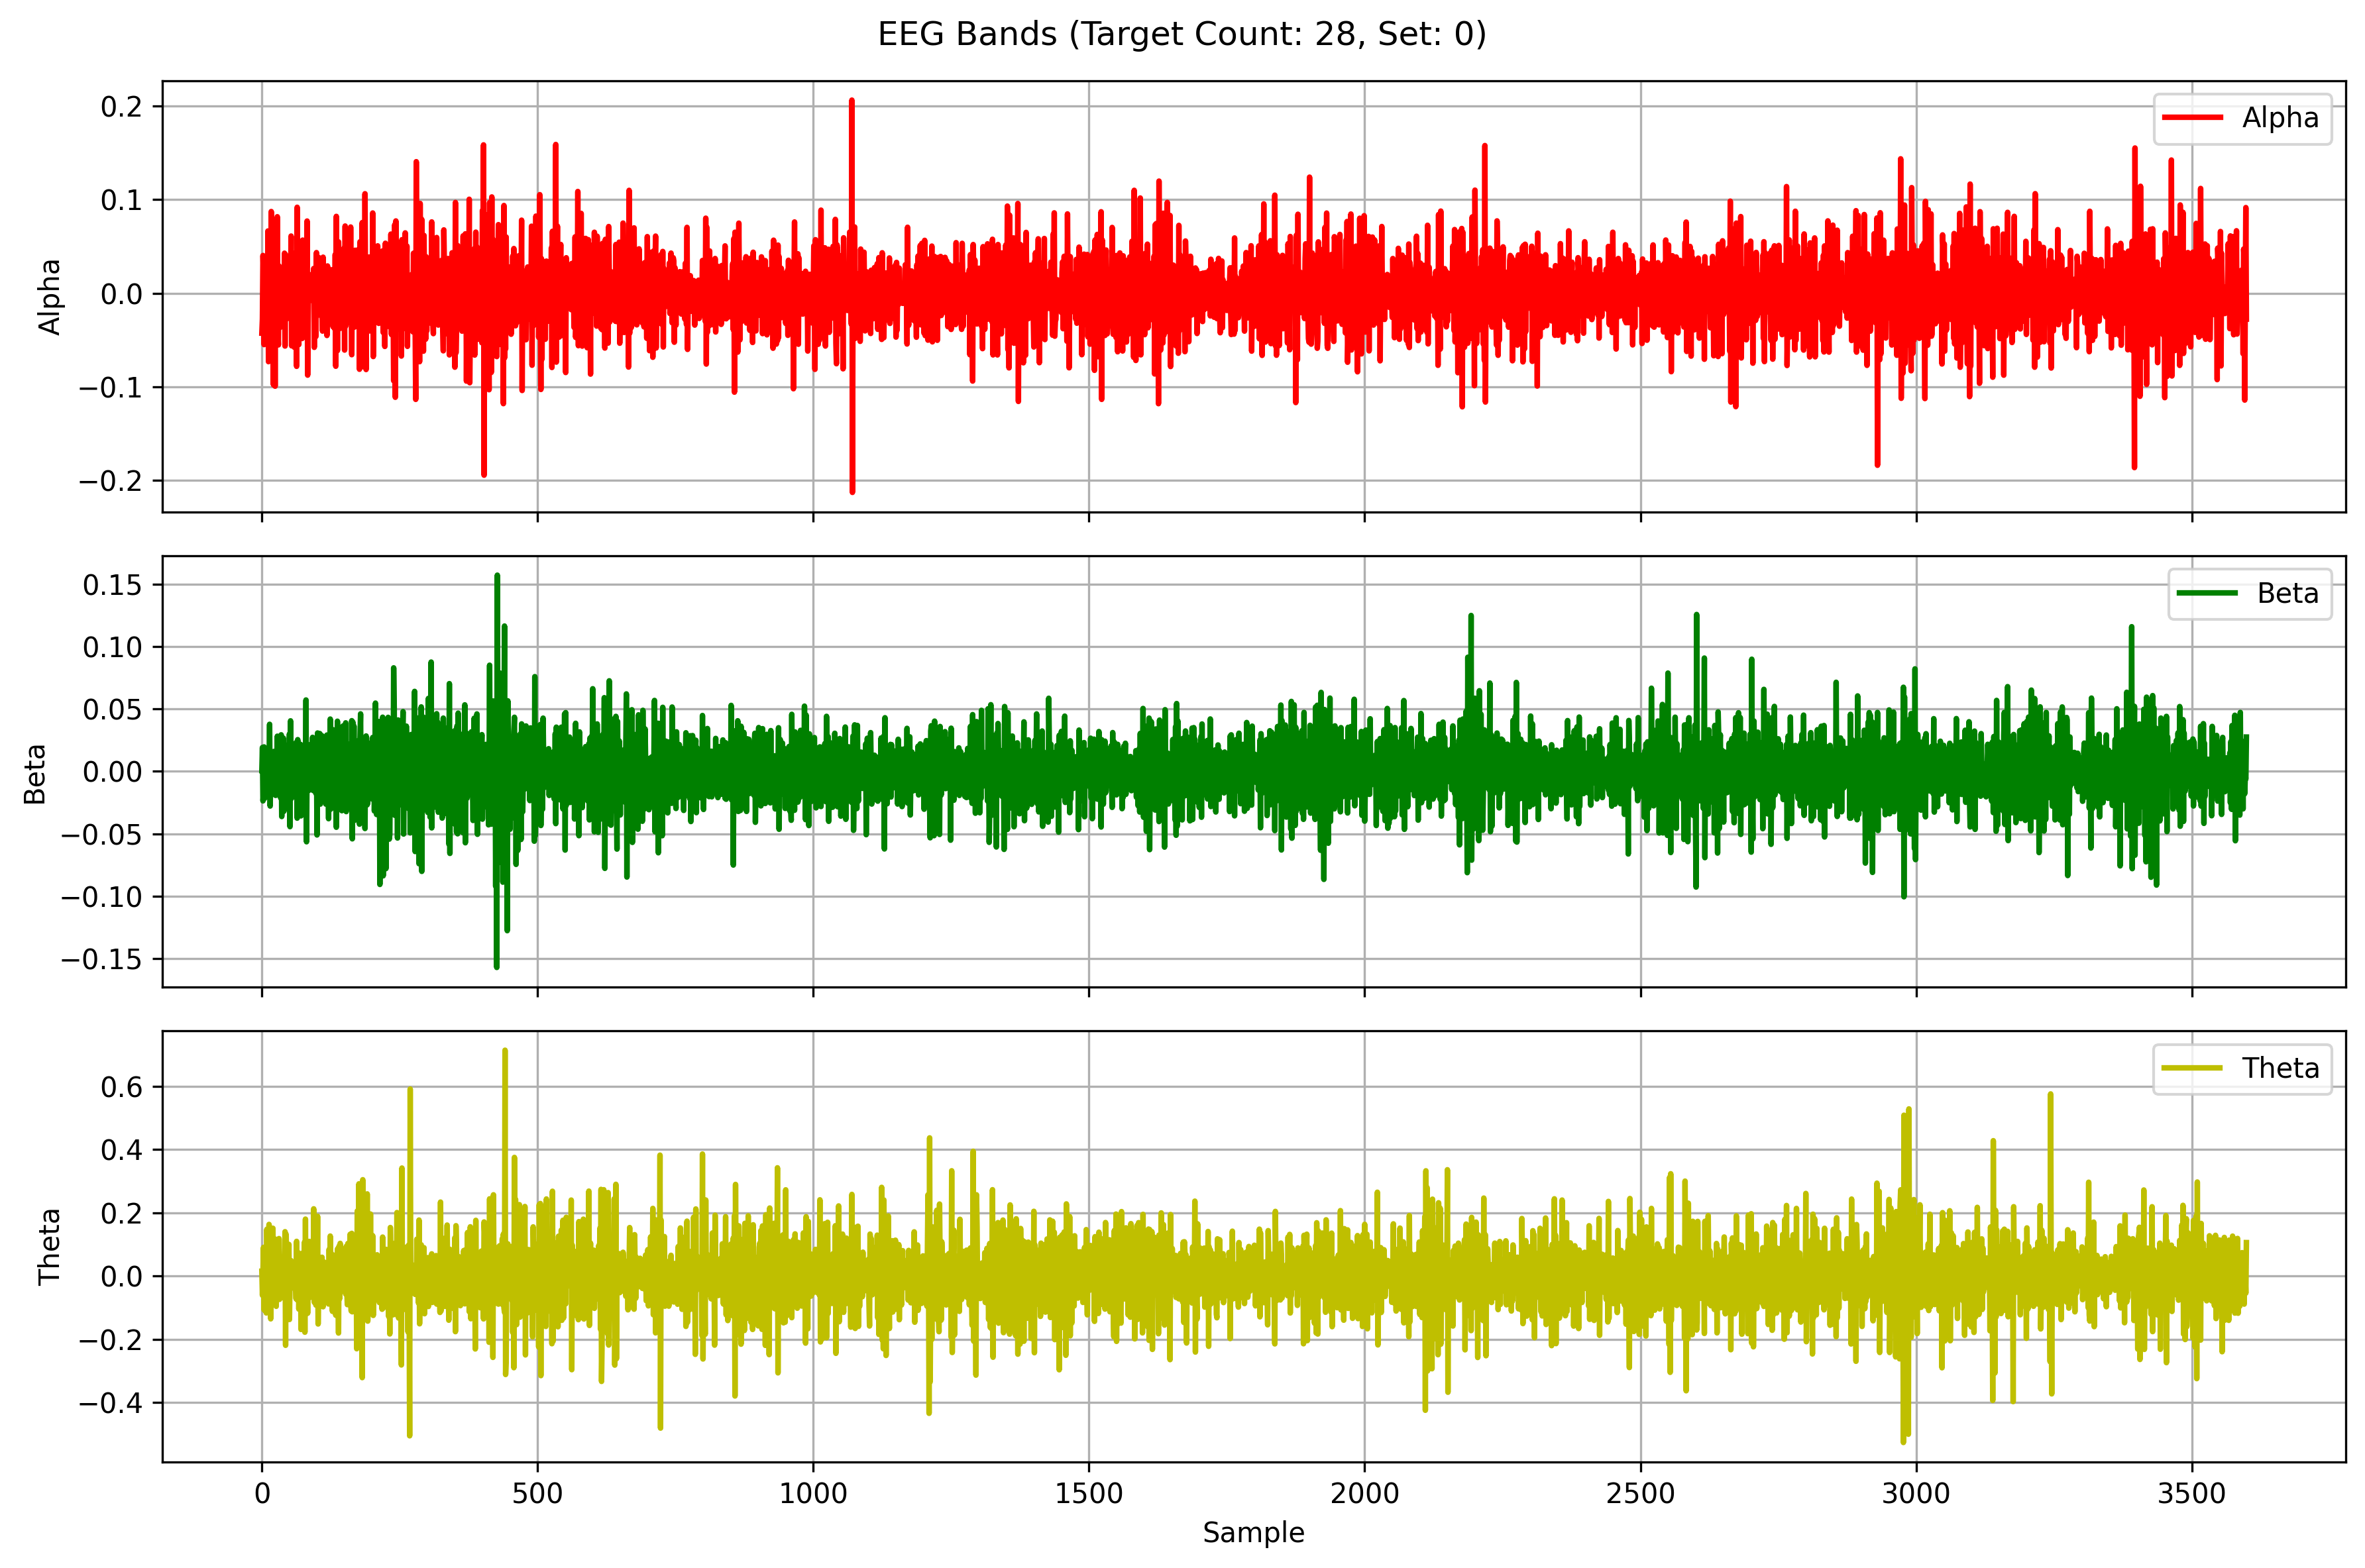 EEG Bands (Target Count: 28, Set: 0)
0.2
0.1
0.0
−0.1
−0.2
Alpha
Alpha
0.15
0.10
0.05
0.00
−0.05
−0.10
−0.15
Beta
Beta
0.6
0.4
0.2
0.0
−0.2
−0.4
Theta
Theta
0 500 1000 1500 2000 2500 3000 3500
Sample